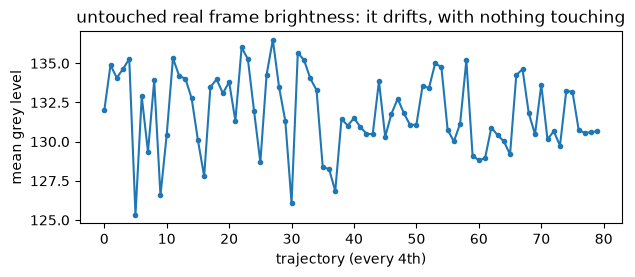 untouched real frame brightness: it drifts, with nothing touching
mean grey level
135.0
132.5
130.0
127.5
125.0
0 10 20 30 40 50 60 70 80
trajectory (every 4th)